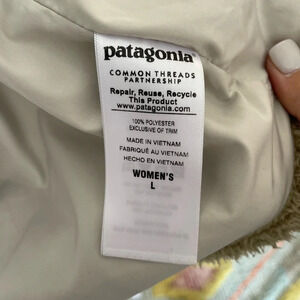 patagonia
COMMON THREADS
PARTNERSHIP
Repair, Reuse, Recycle
This Product
www.patagonia.com
100% POLYESTER
EXCLUSIVE OF TRIM
MADE IN VIETNAM
FABRIQUÉ AU VIETNAM
HECHO EN VIETNAM
WOMEN'S
L